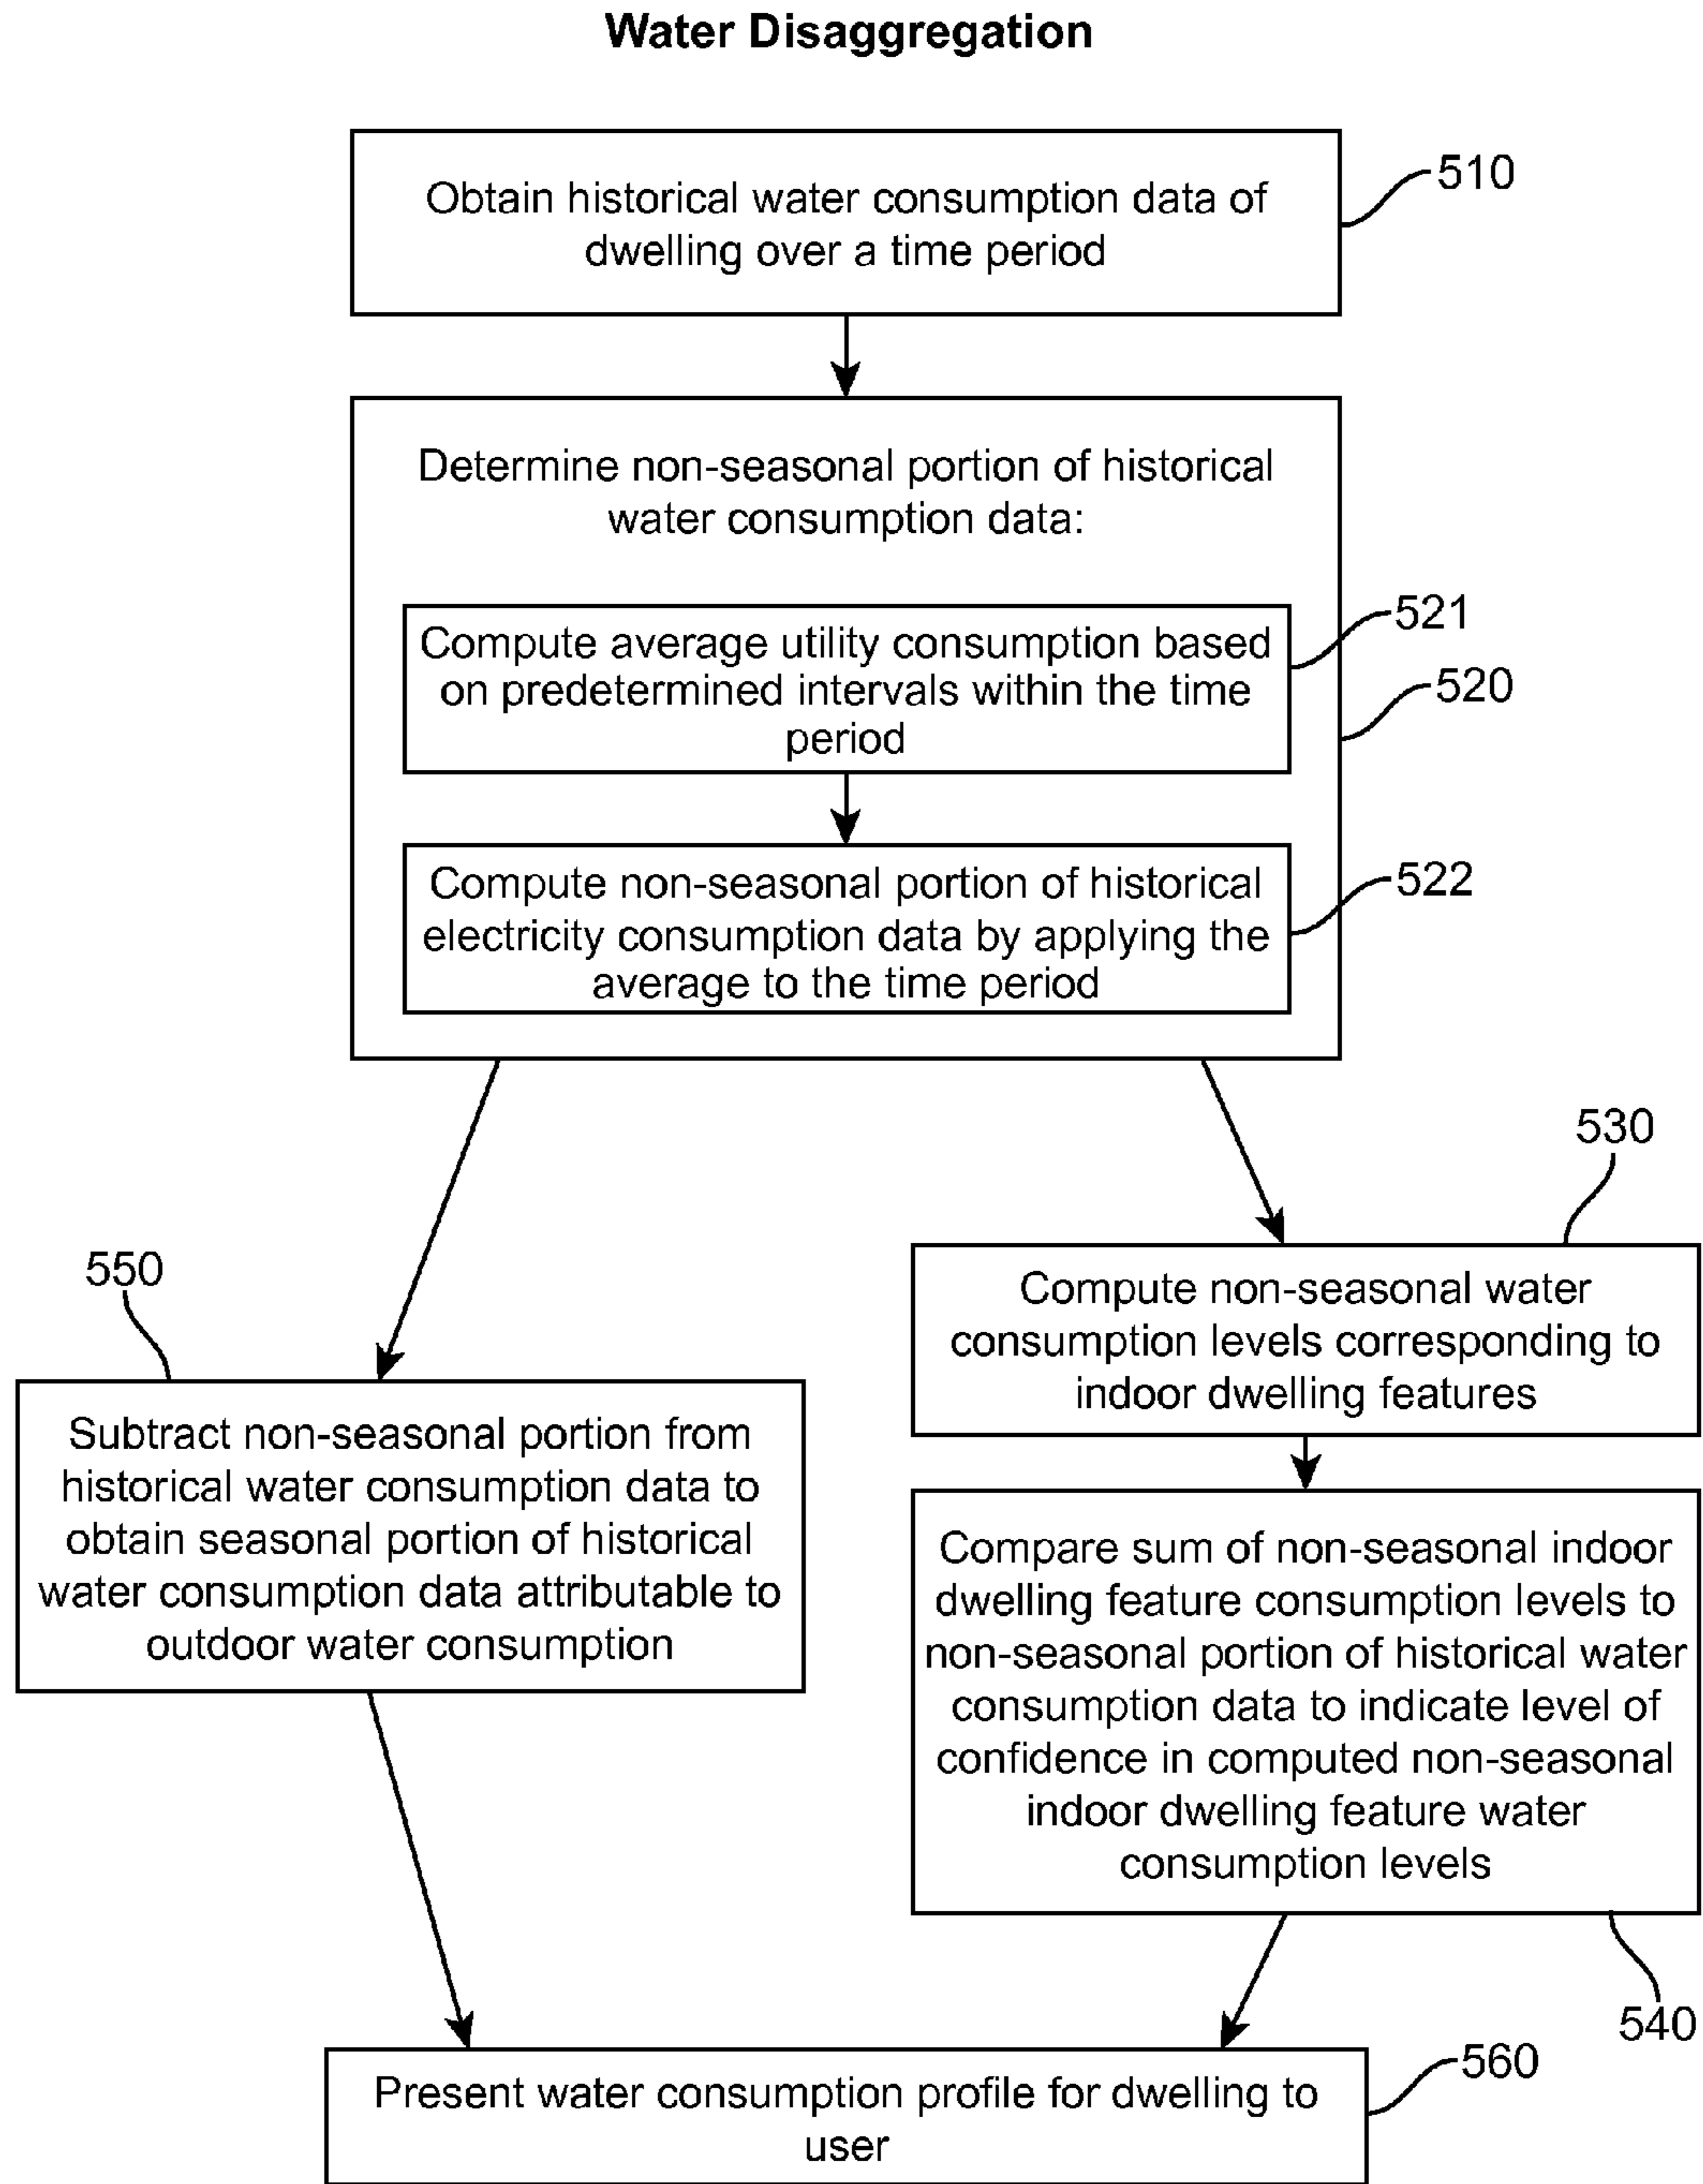 Water Disaggregation
510
Obtain historical water consumption data of
dwelling over a time period
Determine non-seasonal portion of historical
water consumption data:
521
Compute average utility consumption based
on predetermined intervals within the time
period
520
522
Compute non-seasonal portion of historical
electricity consumption data by applying the
average to the time period
550
Subtract non-seasonal portion from
historical water consumption data to
obtain seasonal portion of historical
water consumption data attributable to
outdoor water consumption
530
Compute non-seasonal water
consumption levels corresponding to
indoor dwelling features
Compare sum of non-seasonal indoor
dwelling feature consumption levels to
non-seasonal portion of historical water
consumption data to indicate level of
confidence in computed non-seasonal
indoor dwelling feature water
consumption levels
540
560
Present water consumption profile for dwelling to
user